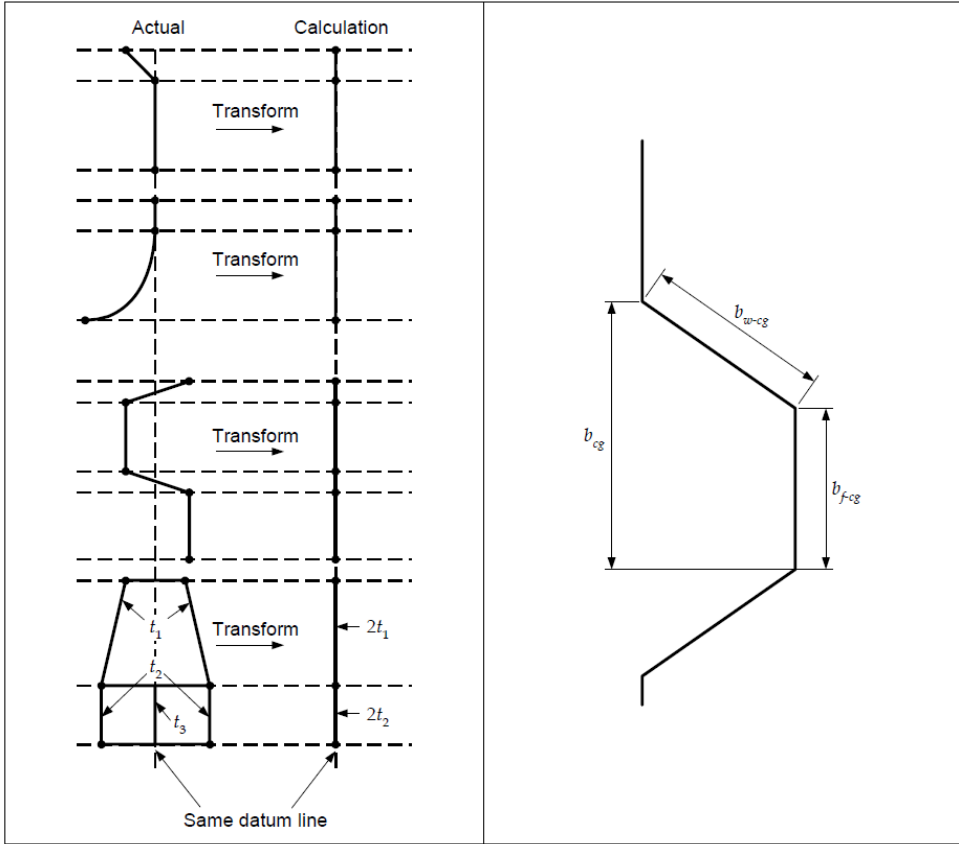 Actual Calculation
Transform
Transform
Transform
t1
Transform
2t1
t2
t3
2t2
Same datum line
bw-cg
bcg
bf-cg